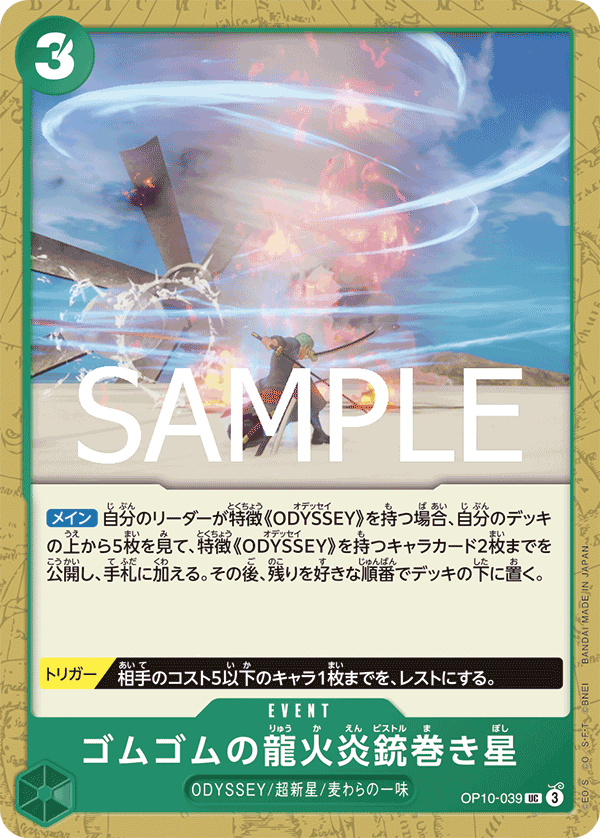 3
SAMPLE
メイン 自分のリーダーが特徴《ODYSSEY》を持つ場合、自分のデッキ
の上から5枚を見て、特徴《ODYSSEY》を持つキャラカード2枚までを
公開し、手札に加える。その後、残りを好きな順番でデッキの下に置く。
トリガー 相手のコスト5以下のキャラ1枚までを、レストにする。
EVENT
ゴムゴムの龍火炎銃巻き星
ODYSSEY/超新星/麦わらの一味
OP10-039 UC 3
©E.O./S. ©O./S・F・T ©BNEI BANDAI MADE IN JAPAN